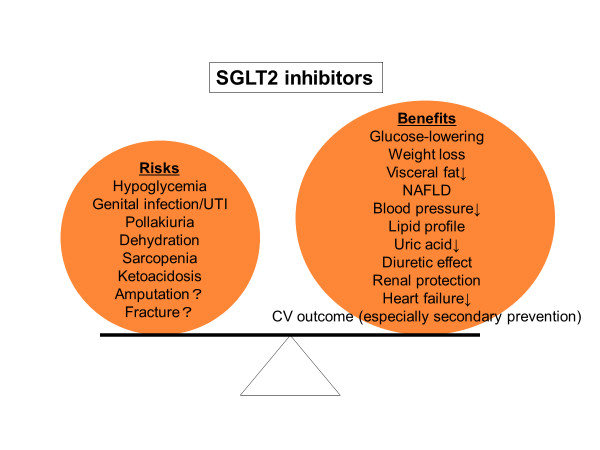 SGLT2 inhibitors
Risks
Hypoglycemia
Genital infection/UTI
Pollakiuria
Dehydration
Sarcopenia
Ketoacidosis
Amputation？
Fracture？
Benefits
Glucose-lowering
Weight loss
Visceral fat↓
NAFLD
Blood pressure↓
Lipid profile
Uric acid↓
Diuretic effect
Renal protection
Heart failure↓
CV outcome (especially secondary prevention)